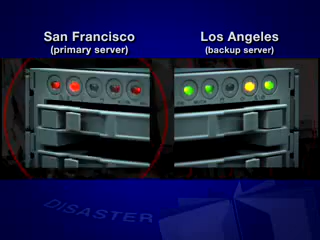 San Francisco
(primary server)
Los Angeles
(backup server)
DISASTER